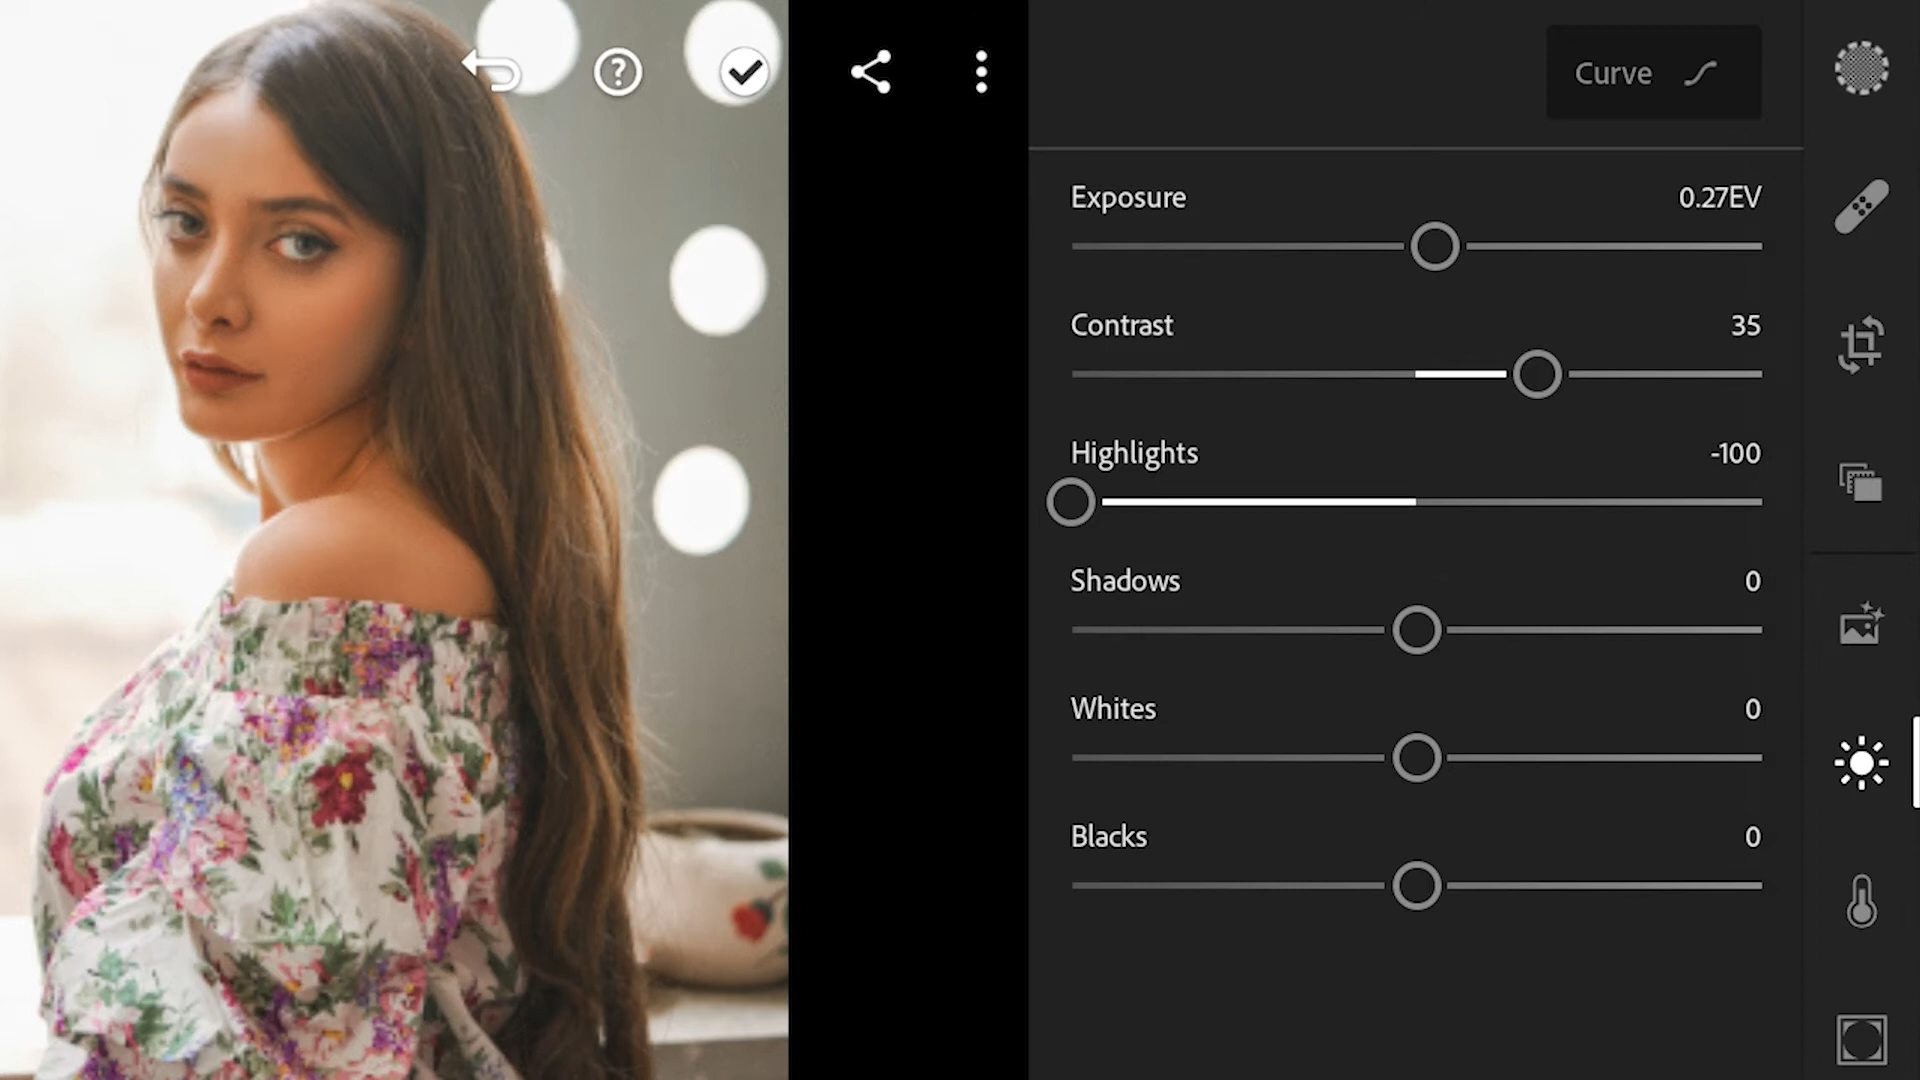 Curve
Exposure 0.27EV
Contrast 35
Highlights -100
Shadows 0
Whites 0
Blacks 0